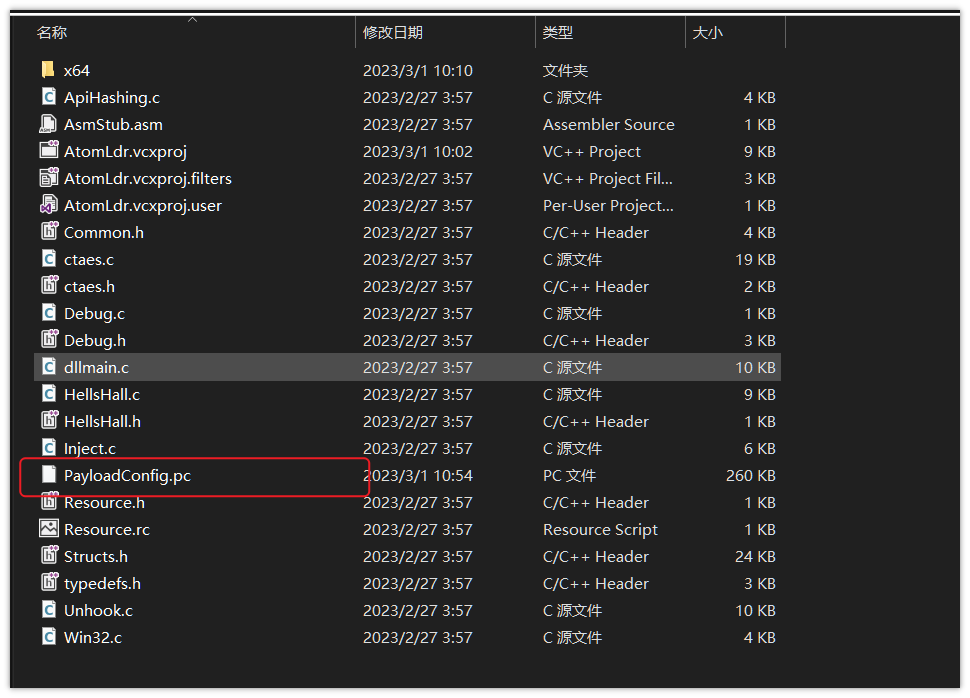 名称 修改日期 类型 大小
x64 2023/3/1 10:10 文件夹
ApiHashing.c 2023/2/27 3:57 C 源文件 4 KB
AsmStub.asm 2023/2/27 3:57 Assembler Source 1 KB
AtomLdr.vcxproj 2023/3/1 10:02 VC++ Project 9 KB
AtomLdr.vcxproj.filters 2023/2/27 3:57 VC++ Project Fil... 3 KB
AtomLdr.vcxproj.user 2023/2/27 3:57 Per-User Project... 1 KB
Common.h 2023/2/27 3:57 C/C++ Header 4 KB
ctaes.c 2023/2/27 3:57 C 源文件 19 KB
ctaes.h 2023/2/27 3:57 C/C++ Header 2 KB
Debug.c 2023/2/27 3:57 C 源文件 1 KB
Debug.h 2023/2/27 3:57 C/C++ Header 3 KB
dllmain.c 2023/2/27 3:57 C 源文件 10 KB
HellsHall.c 2023/2/27 3:57 C 源文件 9 KB
HellsHall.h 2023/2/27 3:57 C/C++ Header 1 KB
Inject.c 2023/2/27 3:57 C 源文件 6 KB
PayloadConfig.pc 2023/3/1 10:54 PC 文件 260 KB
Resource.h 2023/2/27 3:57 C/C++ Header 1 KB
Resource.rc 2023/2/27 3:57 Resource Script 1 KB
Structs.h 2023/2/27 3:57 C/C++ Header 24 KB
typedefs.h 2023/2/27 3:57 C/C++ Header 3 KB
Unhook.c 2023/2/27 3:57 C 源文件 10 KB
Win32.c 2023/2/27 3:57 C 源文件 4 KB